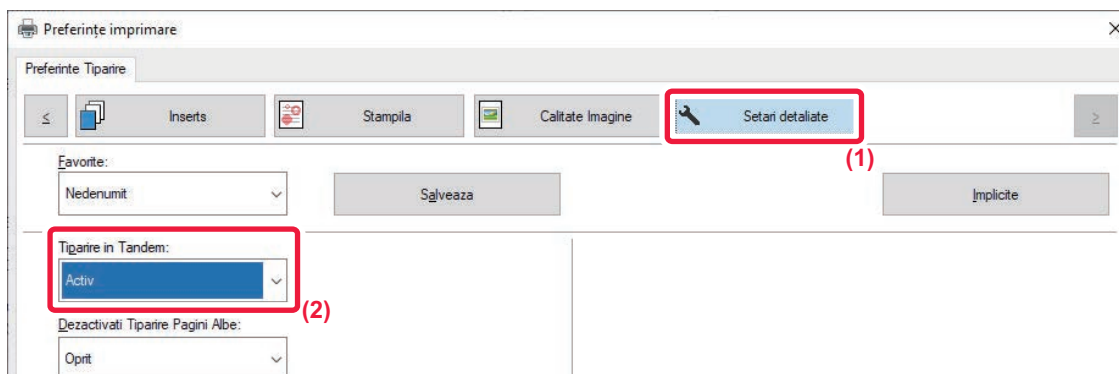 Preferințe imprimare
Preferinte Tiparire
< Inserts Stampila Calitate Imagine Setari detaliate >
(1)
Favorite:
Nedenumit Salveaza Implicite
Tiparire in Tandem:
Activ
(2)
Dezactivati Tiparire Pagini Albe:
Oprit